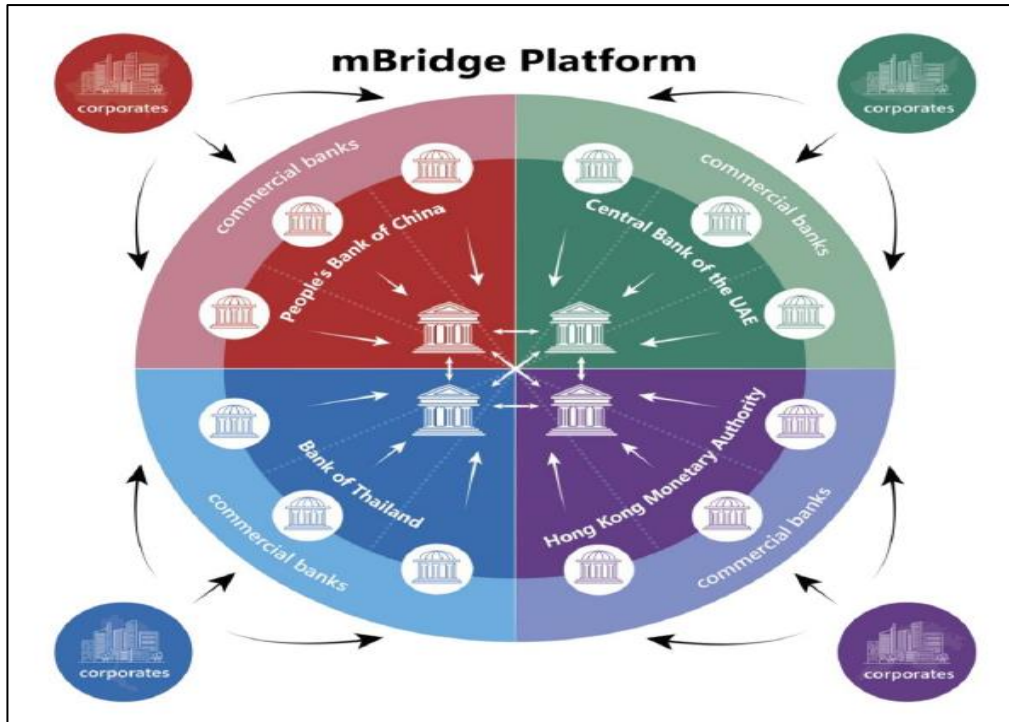 mBridge Platform
corporates
corporates
commercial banks
commercial banks
People's Bank of China
Central Bank of the UAE
Bank of Thailand
Hong Kong Monetary Authority
commercial banks
commercial banks
corporates
corporates